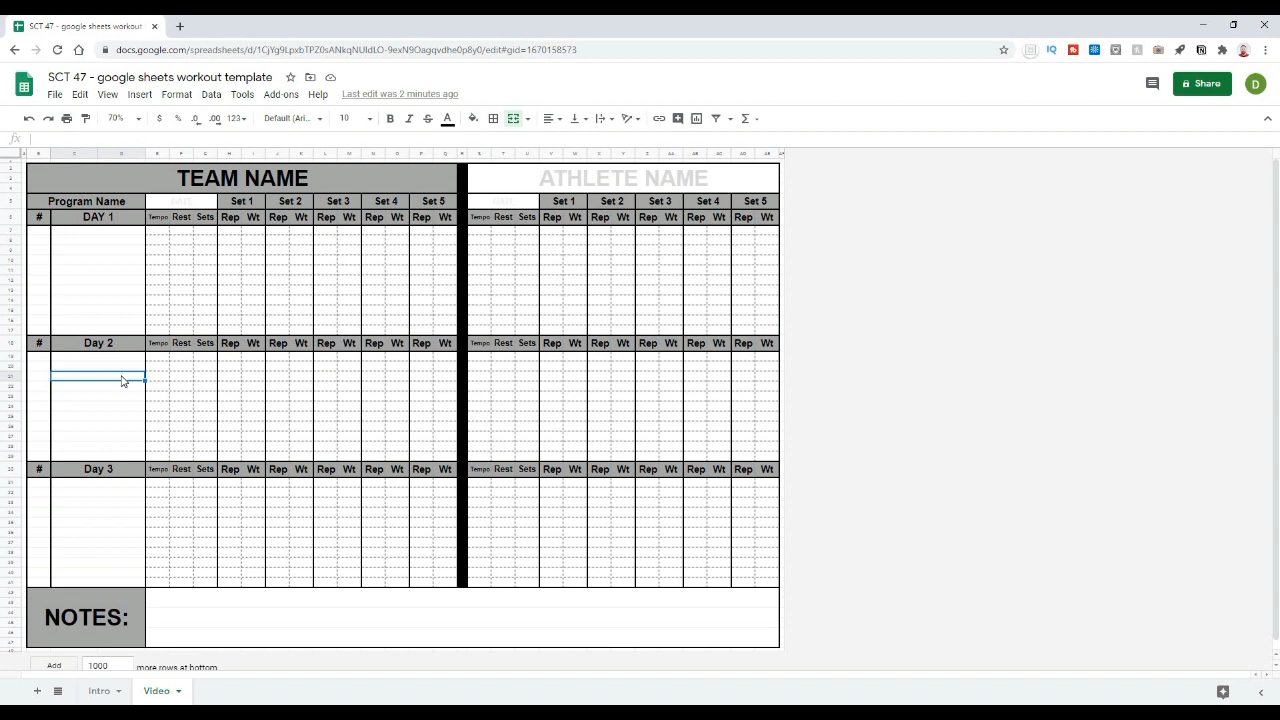 SCT 47 - google sheets workout
docs.google.com/spreadsheets/d/1CjYg9LpxbTPZ0sANkqNUldLO-9exN9Oagqvdhe0p8y0/edit#gid=1670158573
SCT 47 - google sheets workout template
File Edit View Insert Format Data Tools Add-ons Help Last edit was 2 minutes ago
Share
D
70% $ % .0 .00 123 Default (Ari... 10 B I S A
fx
TEAM NAME ATHLETE NAME
Program Name DATE Set 1 Set 2 Set 3 Set 4 Set 5 Set 1 Set 2 Set 3 Set 4 Set 5
# DAY 1 Tempo Rest Sets Rep Wt Rep Wt Rep Wt Rep Wt Rep Wt Tempo Rest Sets Rep Wt Rep Wt Rep Wt Rep Wt Rep Wt
# Day 2 Tempo Rest Sets Rep Wt Rep Wt Rep Wt Rep Wt Rep Wt Tempo Rest Sets Rep Wt Rep Wt Rep Wt Rep Wt Rep Wt
# Day 3 Tempo Rest Sets Rep Wt Rep Wt Rep Wt Rep Wt Rep Wt Tempo Rest Sets Rep Wt Rep Wt Rep Wt Rep Wt Rep Wt
NOTES:
Add 1000 more rows at bottom.
Intro Video